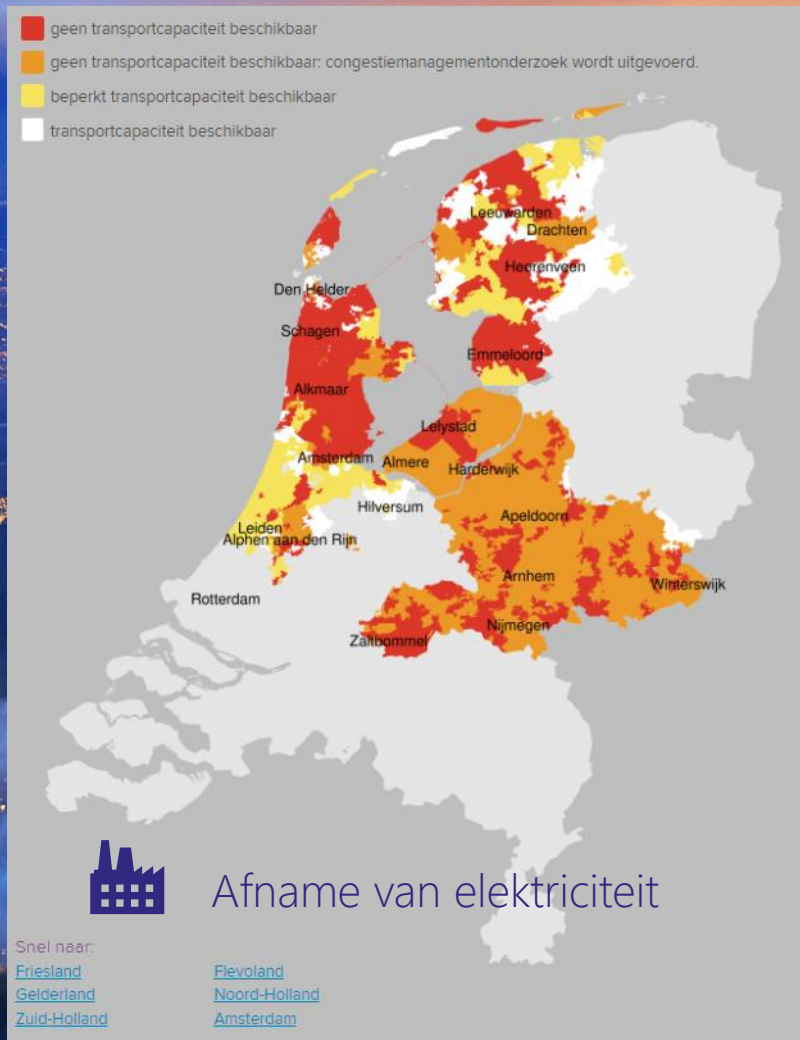 geen transportcapaciteit beschikbaar
geen transportcapaciteit beschikbaar: congestiemanagementonderzoek wordt uitgevoerd.
beperkt transportcapaciteit beschikbaar
transportcapaciteit beschikbaar
Leeuwarden
Drachten
Heerenveen
Den Helder
Schagen
Emmeloord
Alkmaar
Lelystad
Amsterdam
Almere
Harderwijk
Hilversum
Apeldoorn
Leiden
Alphen aan den Rijn
Arnhem
Winterswijk
Rotterdam
Nijmegen
Zaltbommel
Afname van elektriciteit
Snel naar:
Friesland
Flevoland
Gelderland
Noord-Holland
Zuid-Holland
Amsterdam